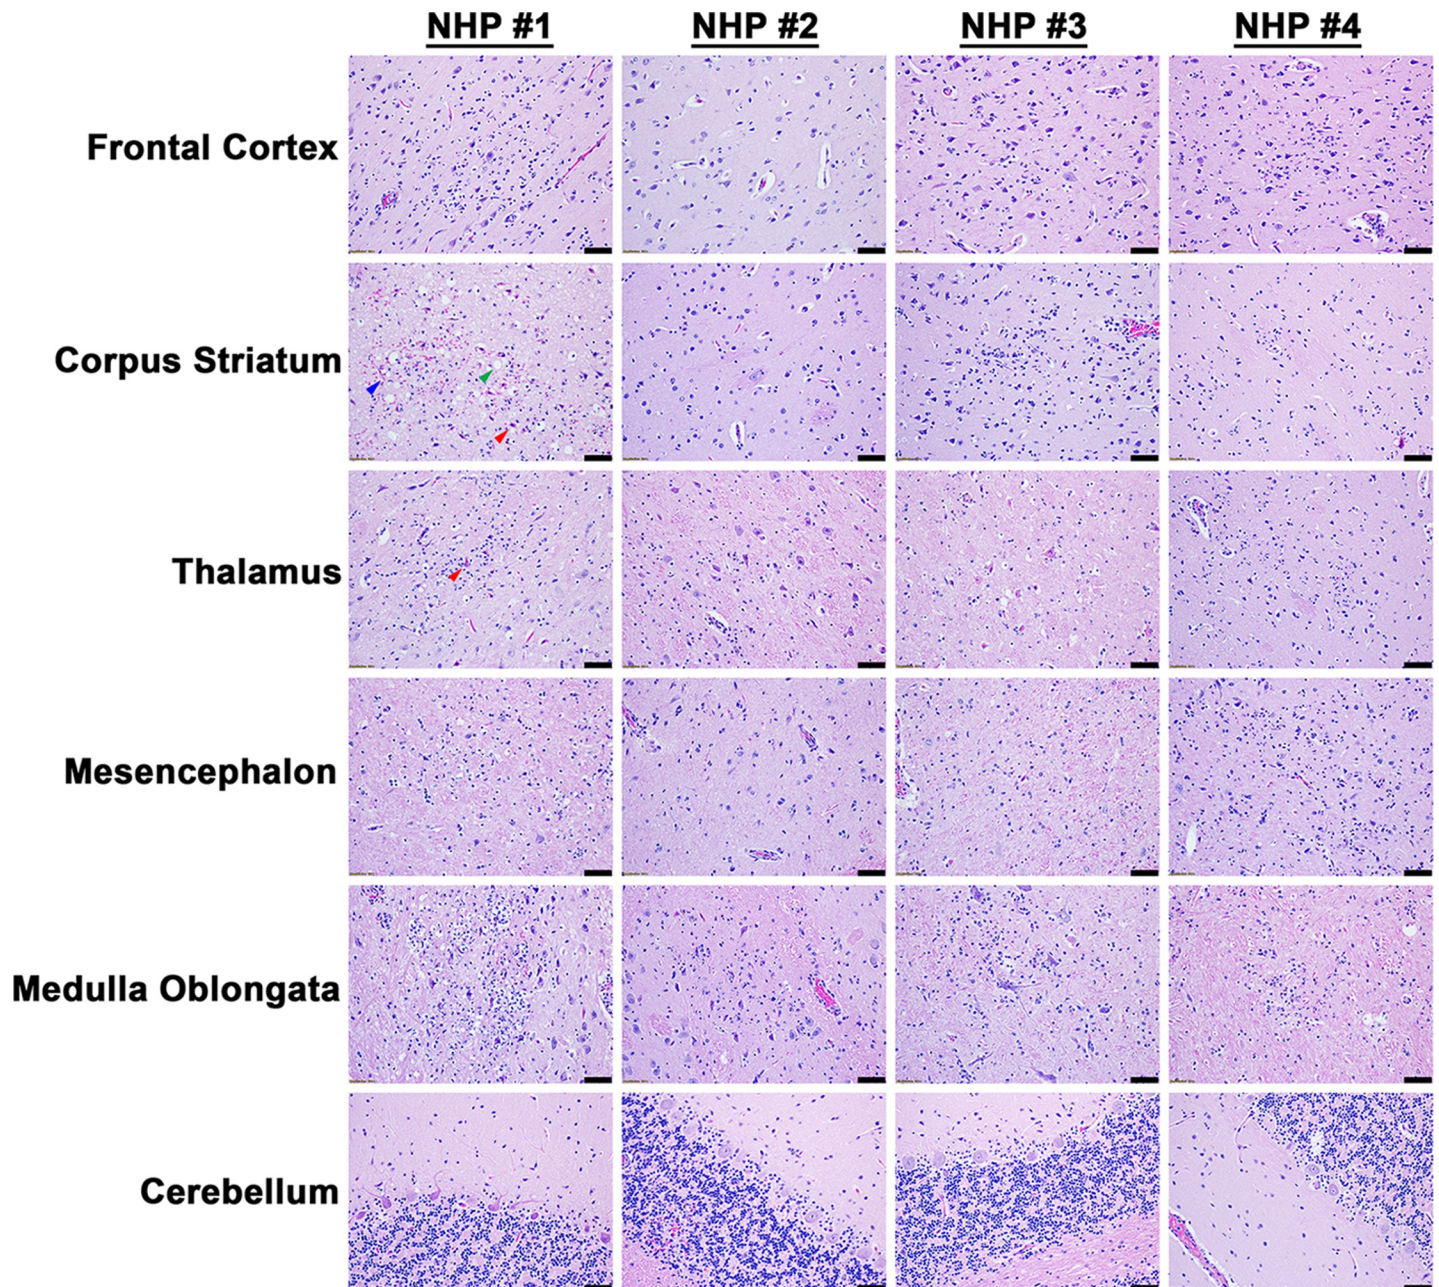 NHP #1 NHP #2 NHP #3 NHP #4
Frontal Cortex
Corpus Striatum
Thalamus
Mesencephalon
Medulla Oblongata
Cerebellum